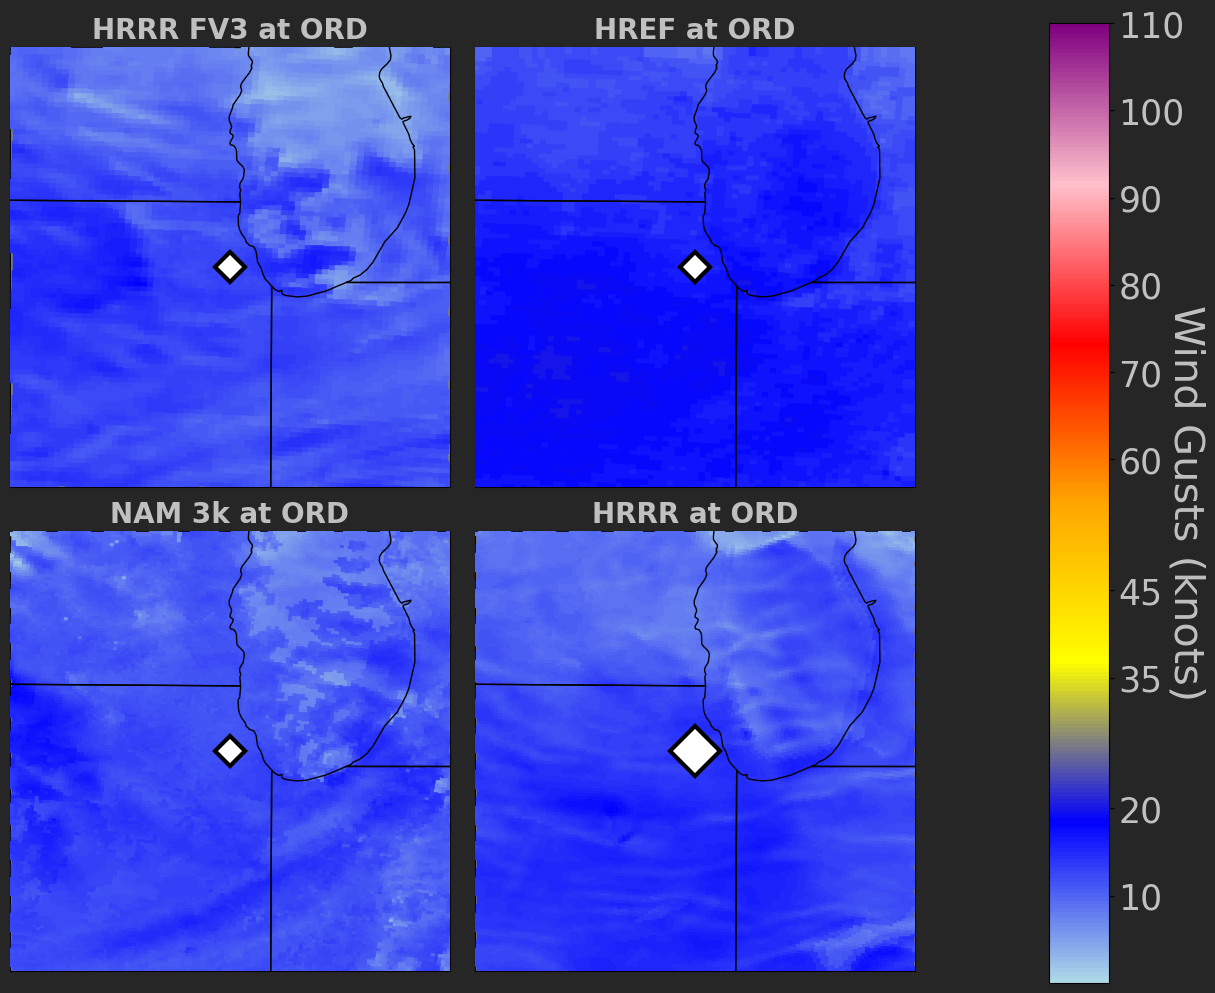 HRRR FV3 at ORD
HREF at ORD
NAM 3k at ORD
HRRR at ORD
110
100
90
80
70
60
45
35
20
10
Wind Gusts (knots)